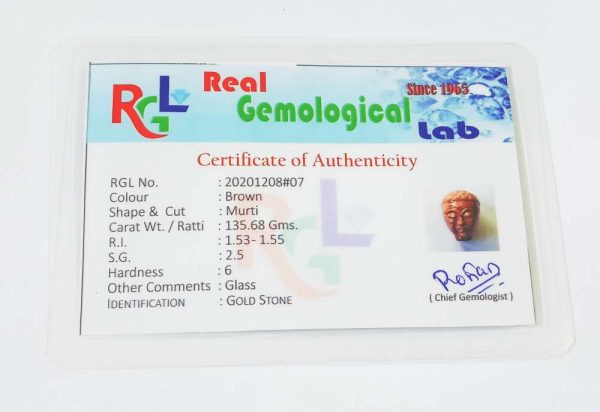 RGL Real
Gemological
Lab
Since 1965
Certificate of Authenticity
RGL No. : 20201208#07
Colour : Brown
Shape & Cut : Murti
Carat Wt. / Ratti : 135.68 Gms.
R.I. : 1.53- 1.55
S.G. : 2.5
Hardness : 6
Other Comments : Glass
IDENTIFICATION : GOLD STONE
RGL
( Chief Gemologist )